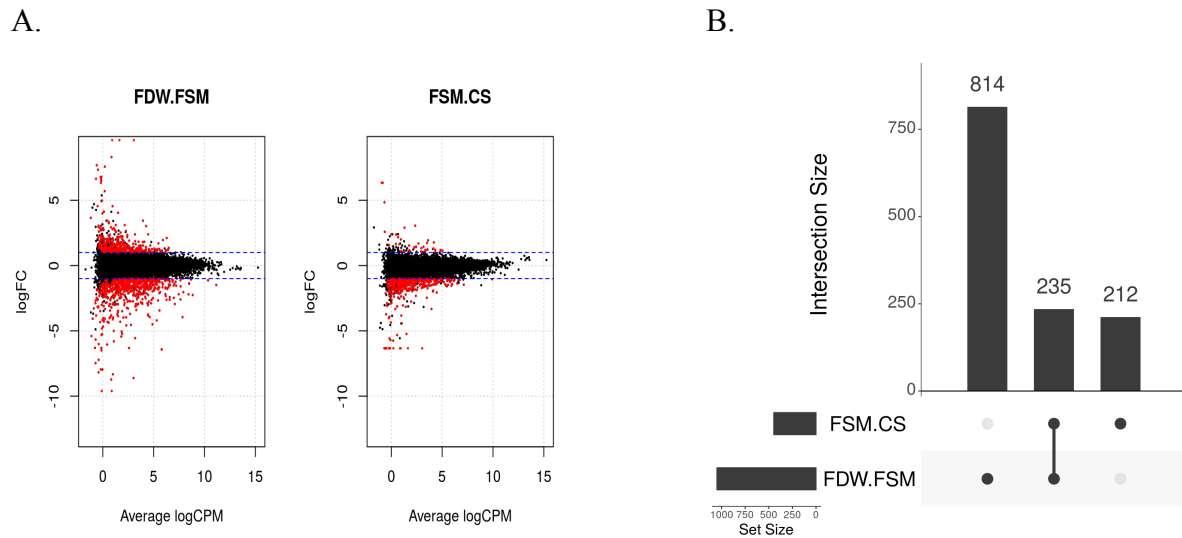 A.
B.
FDW.FSM
FSM.CS
logFC
5
0
-5
-10
0 5 10 15
Average logCPM
logFC
5
0
-5
-10
0 5 10 15
Average logCPM
Intersection Size
814
235
212
750
500
250
0
FSM.CS
FDW.FSM
1000 750 500 250 0
Set Size